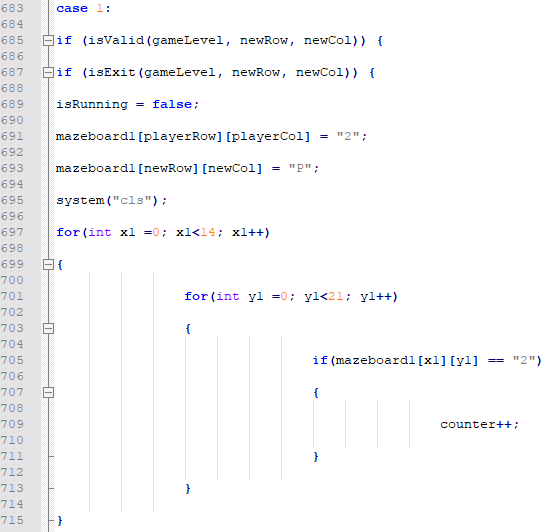 683 case 1:
684
685 if (isValid(gameLevel, newRow, newCol)) {
686
687 if (isExit(gameLevel, newRow, newCol)) {
688
689 isRunning = false;
690
691 mazeboard1[playerRow][playerCol] = "2";
692
693 mazeboard1[newRow][newCol] = "P";
694
695 system("cls");
696
697 for(int x1 =0; x1<14; x1++)
698
699 {
700
701 for(int y1 =0; y1<21; y1++)
702
703 {
704
705 if(mazeboard1[x1][y1] == "2")
706
707 {
708
709 counter++;
710
711 }
712
713 }
714
715 }